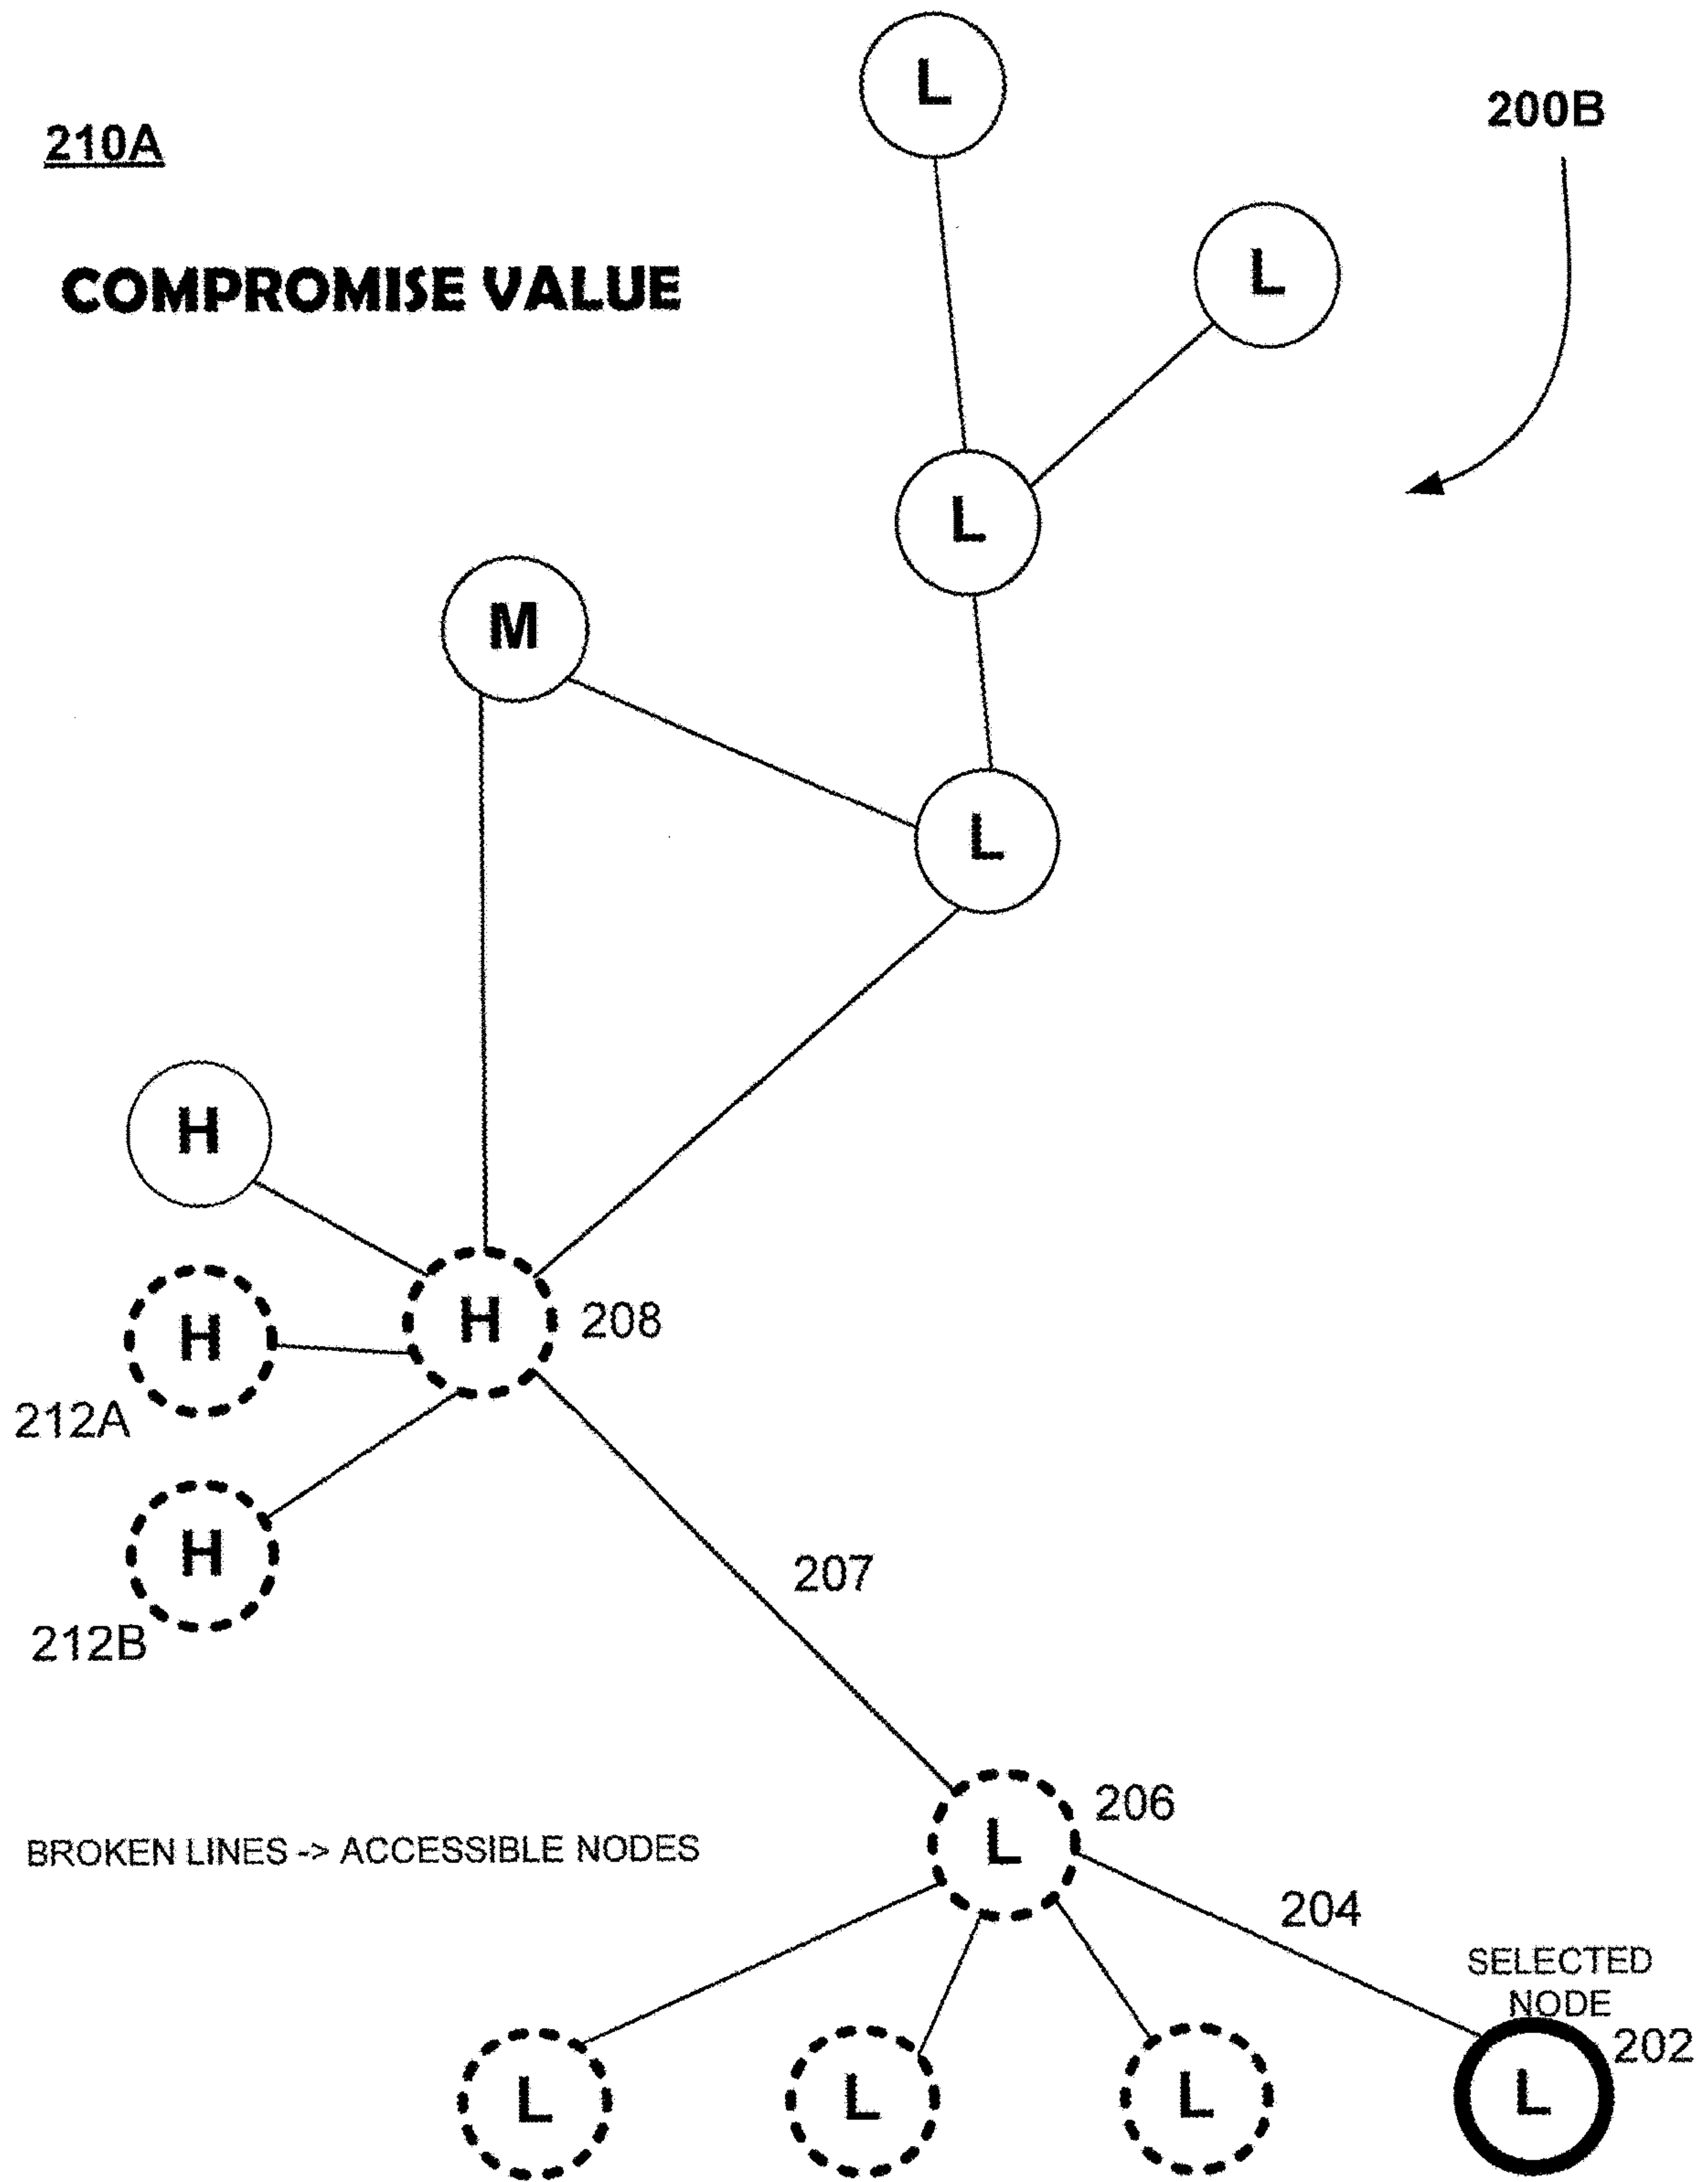 L
200B
210A
L
COMPROMISE VALUE
L
M
L
H
H
208
H
212A
H
207
212B
206
L
BROKEN LINES -> ACCESSIBLE NODES
204
SELECTED
NODE
202
L
L
L
L